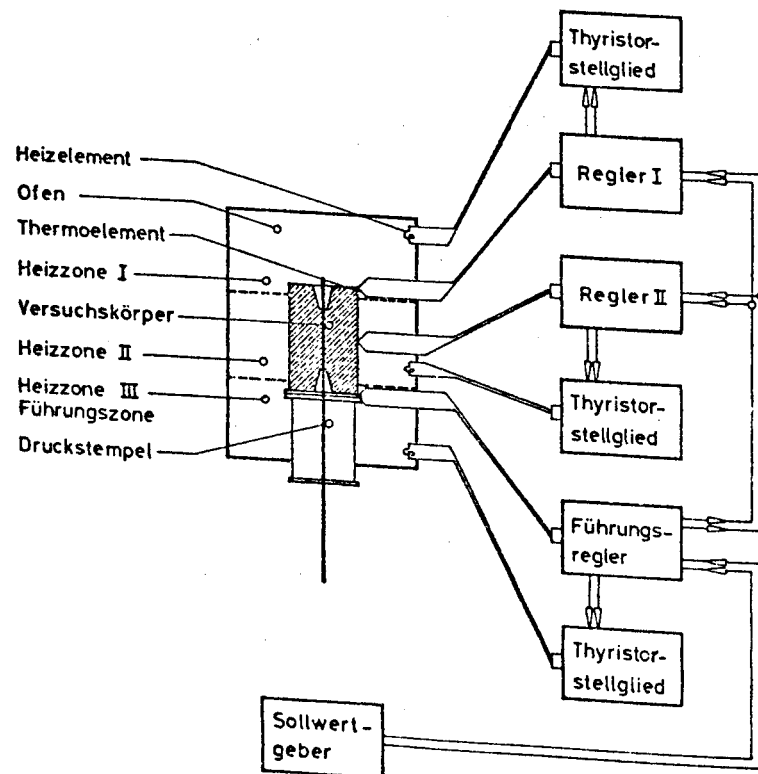 Heizelement
Ofen
Thermoelement
Heizzone I
Versuchskörper
Heizzone II
Heizzone III
Führungszone
Druckstempel
Thyristor-
stellglied
Regler I
Regler II
Thyristor-
stellglied
Führungs-
regler
Thyristor-
stellglied
Sollwert-
geber